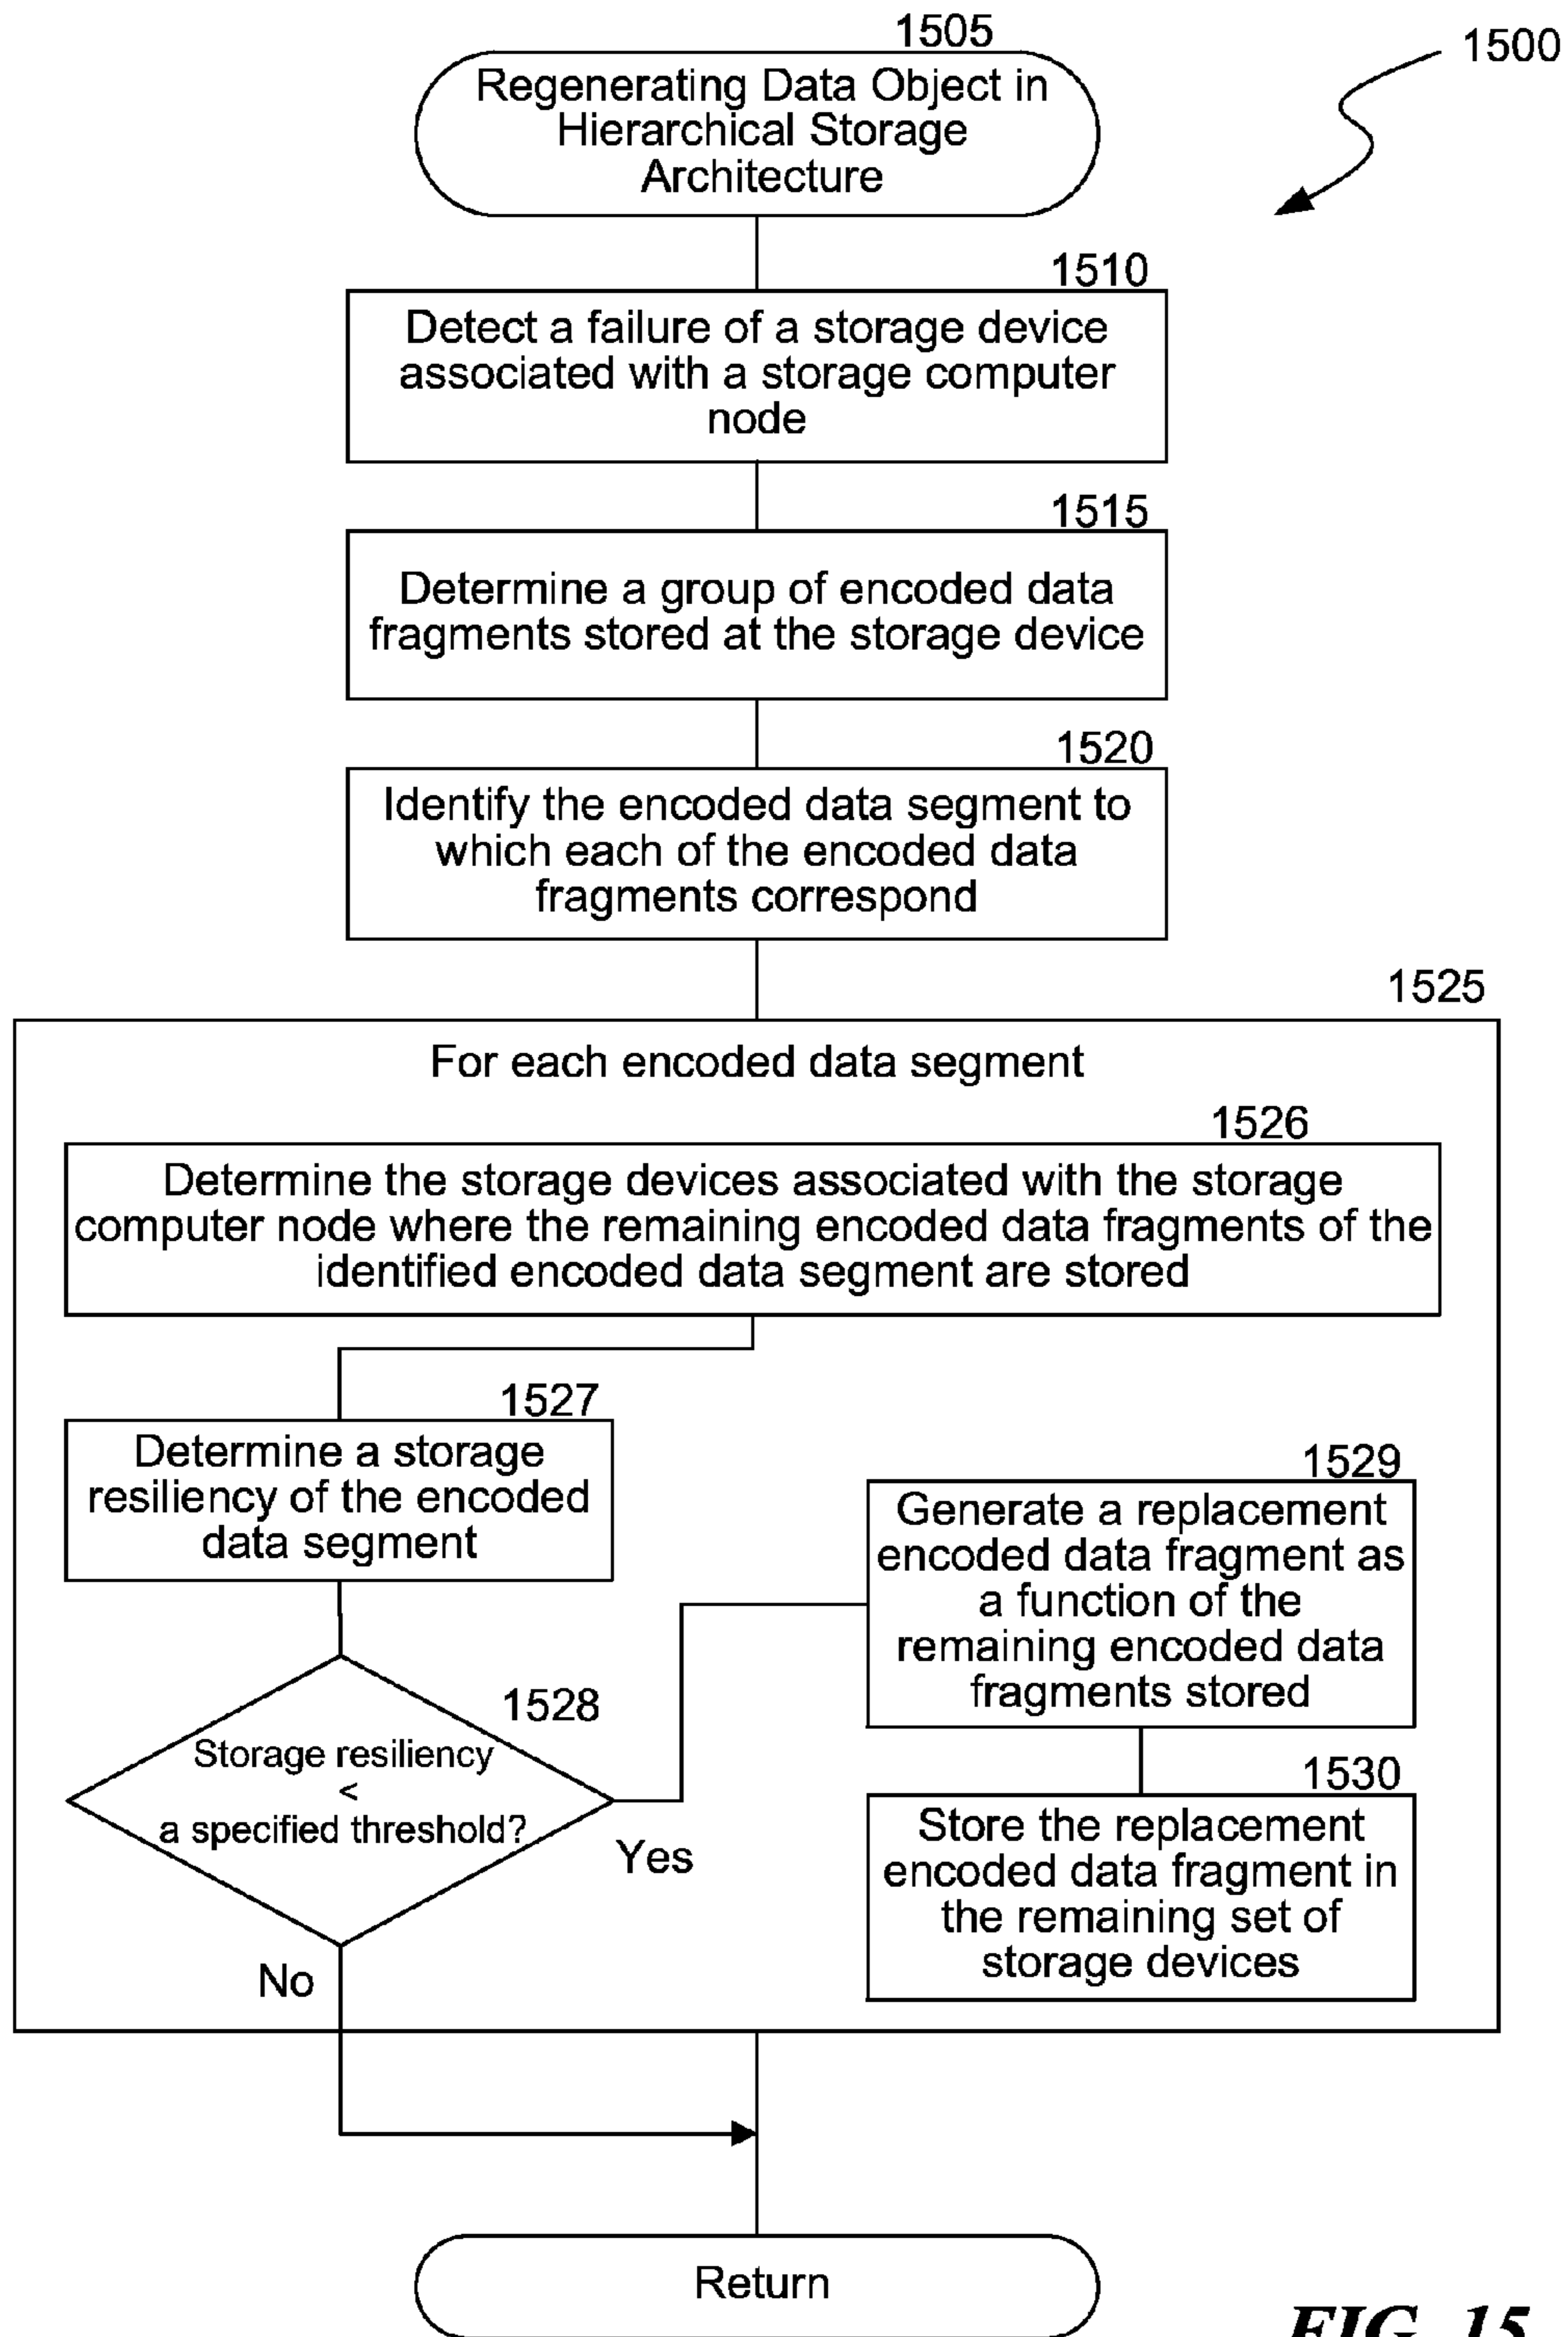 1505
1500
Regenerating Data Object in
Hierarchical Storage
Architecture
1510
Detect a failure of a storage device
associated with a storage computer
node
1515
Determine a group of encoded data
fragments stored at the storage device
1520
Identify the encoded data segment to
which each of the encoded data
fragments correspond
1525
For each encoded data segment
1526
Determine the storage devices associated with the storage
computer node where the remaining encoded data fragments of the
identified encoded data segment are stored
1527
Determine a storage
resiliency of the encoded
data segment
1528
Storage resiliency
<
a specified threshold?
Yes
No
1529
Generate a replacement
encoded data fragment as
a function of the
remaining encoded data
fragments stored
1530
Store the replacement
encoded data fragment in
the remaining set of
storage devices
Return
FIG. 15